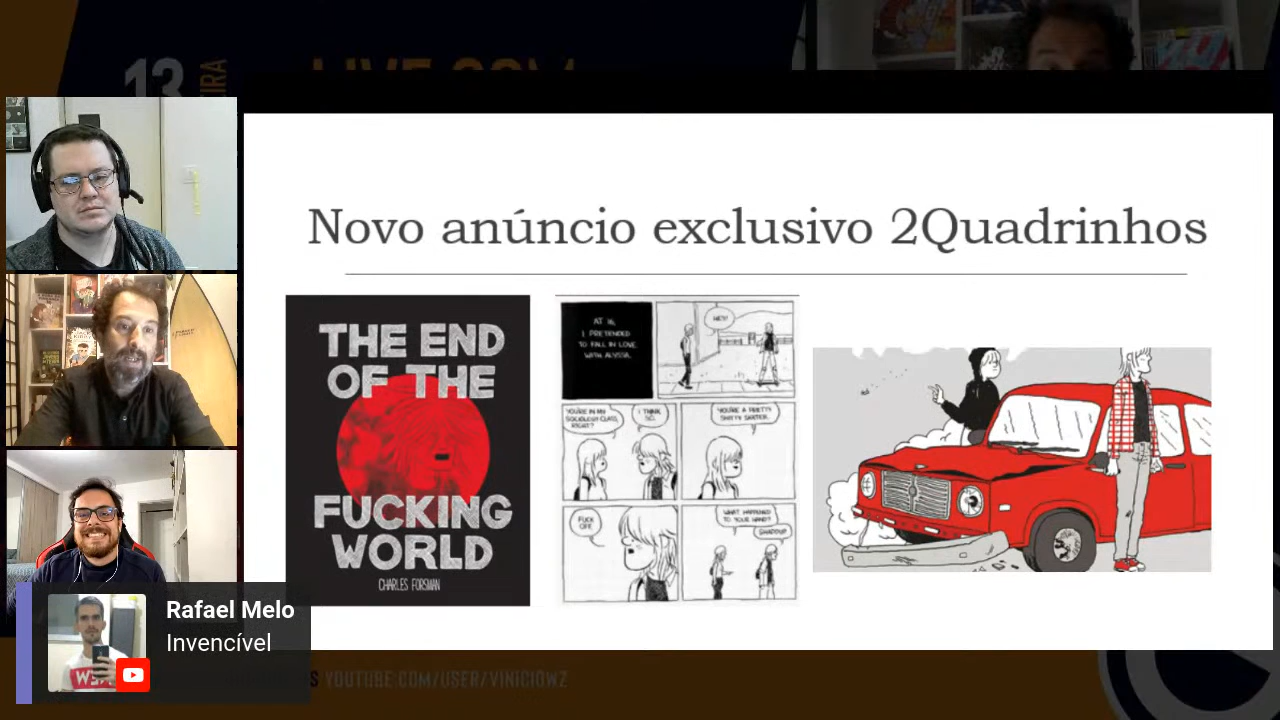 13
Novo anúncio exclusivo 2Quadrinhos
THE END
OF THE
FUCKING
WORLD
CHARLES FORSMAN
AT 16,
I PRETENDED
TO FALL IN LOVE
WITH ALYSSA.
HEY!
YOU'RE IN MY
SOCIOLOGY CLASS,
RIGHT?
I THINK
SO.
YOU'RE A PRETTY
SHITTY SKATER.
FUCK
OFF.
WHAT HAPPENED
TO YOUR HAND?
Rafael Melo
Invencível
YOUTUBE.COM/USER/VINICIOWZ